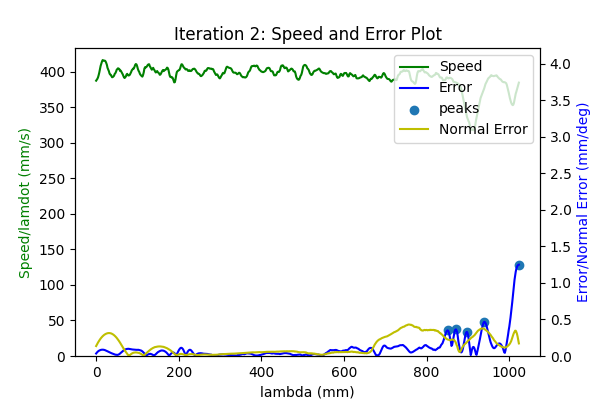 Iteration 2: Speed and Error Plot
Speed/lamdot (mm/s)
400
350
300
250
200
150
100
50
0
Speed
Error
peaks
Normal Error
4.0
3.5
3.0
2.5
2.0
1.5
1.0
0.5
0.0
Error/Normal Error (mm/deg)
0 200 400 600 800 1000
lambda (mm)